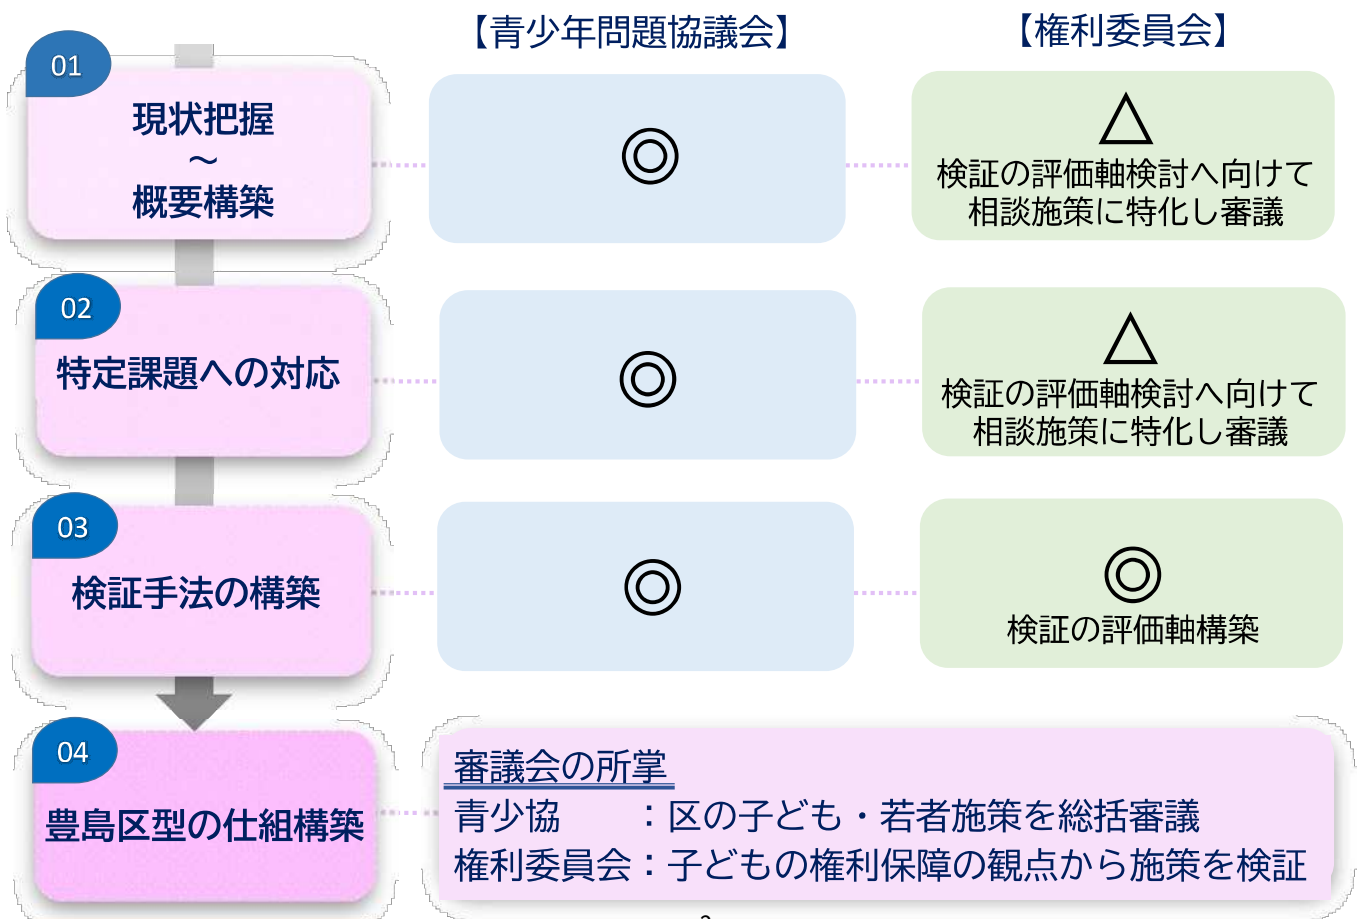 【青少年問題協議会】
【権利委員会】
01
現状把握
~
概要構築
◎
△
検証の評価軸検討へ向けて
相談施策に特化し審議
02
特定課題への対応
◎
△
検証の評価軸検討へ向けて
相談施策に特化し審議
03
検証手法の構築
◎
◎
検証の評価軸構築
04
豊島区型の仕組構築
審議会の所掌
青少協　　：区の子ども・若者施策を総括審議
権利委員会：子どもの権利保障の観点から施策を検証